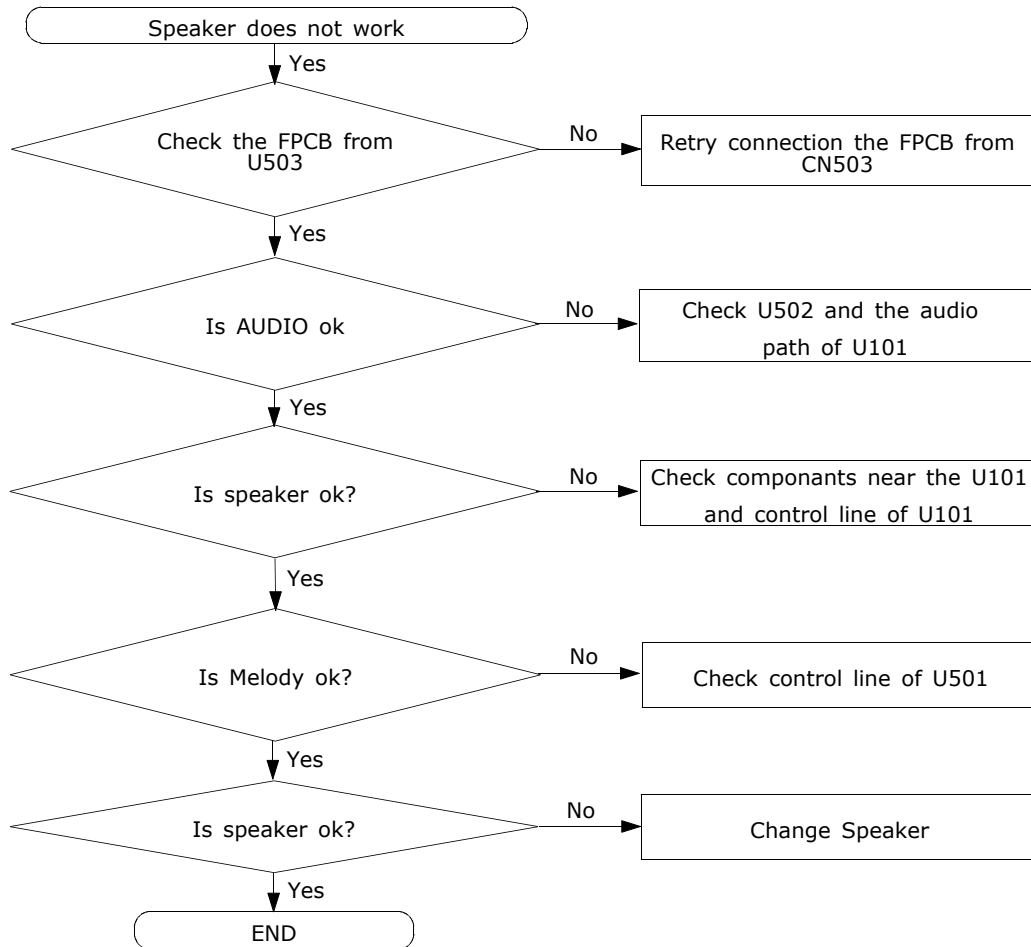 Speaker does not work
Yes
Check the FPCB from
U503
No
Retry connection the FPCB from
CN503
Yes
Is AUDIO ok
No
Check U502 and the audio
path of U101
Yes
Is speaker ok?
No
Check componants near the U101
and control line of U101
Yes
Is Melody ok?
No
Check control line of U501
Yes
Is speaker ok?
No
Change Speaker
Yes
END